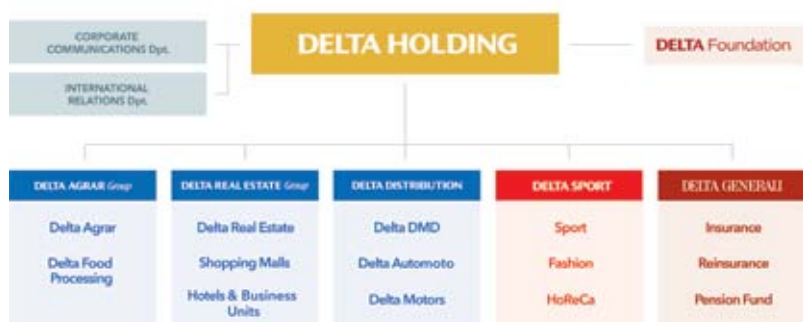 CORPORATE
COMMUNICATIONS Dpt.
INTERNATIONAL
RELATIONS Dpt.
DELTA HOLDING
DELTA Foundation
DELTA AGRAR Group
Delta Agrar
Delta Food
Processing
DELTA REAL ESTATE Group
Delta Real Estate
Shopping Malls
Hotels & Business
Units
DELTA DISTRIBUTION
Delta DMD
Delta Automoto
Delta Motors
DELTA SPORT
Sport
Fashion
HoReCa
DELTA GENERALI
Insurance
Reinsurance
Pension Fund